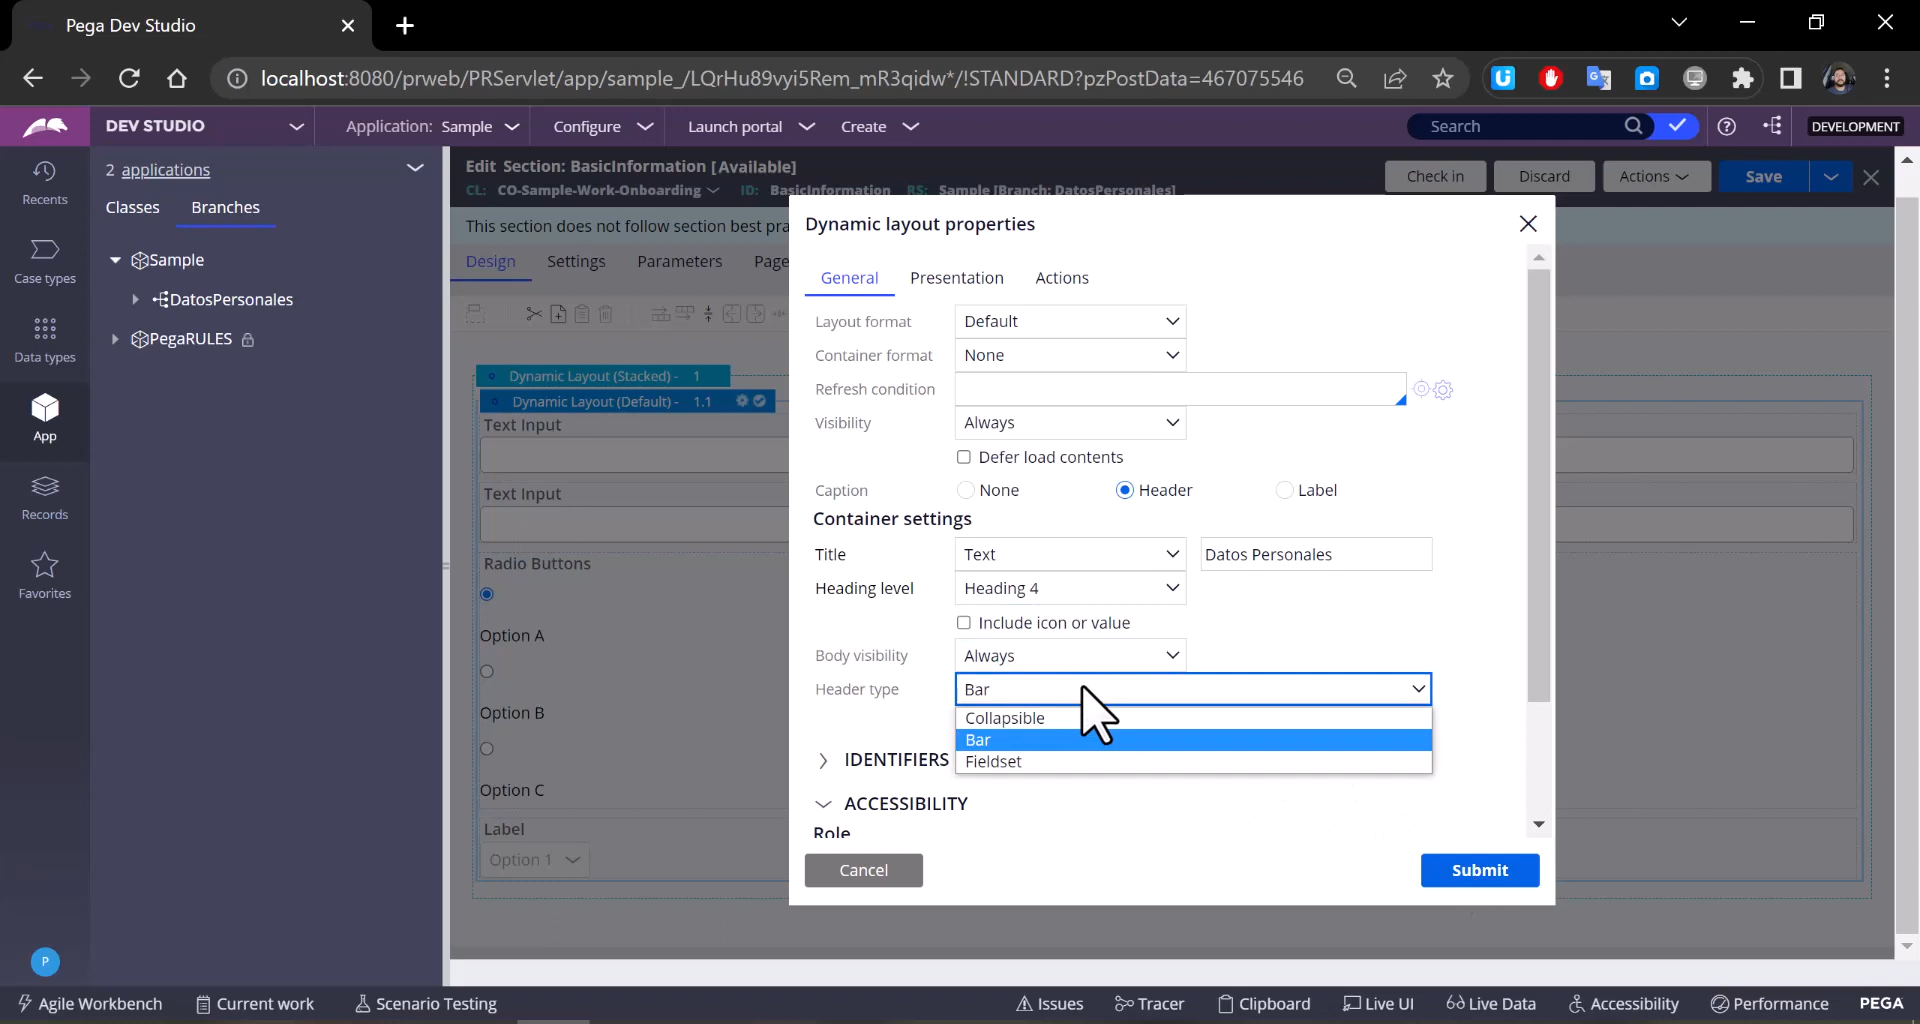 Pega Dev Studio
localhost:8080/prweb/PRServlet/app/sample_/LQrHu89vyi5Rem_mR3qidw*/!STANDARD?pzPostData=467075546
DEV STUDIO
Application: Sample
Configure
Launch portal
Create
Search
DEVELOPMENT
Recents
Case types
Data types
App
Records
Favorites
P
2 applications
Classes
Branches
Sample
DatosPersonales
PegaRULES
Edit Section: BasicInformation [Available]
CL: CO-Sample-Work-Onboarding ID: BasicInformation RS: Sample [Branch: DatosPersonales]
Check in
Discard
Actions
Save
This section does not follow section best pra
Design
Settings
Parameters
Page
Dynamic Layout (Stacked) - 1
Dynamic Layout (Default) - 1.1
Text Input
Text Input
Radio Buttons
Option A
Option B
Option C
Label
Option 1
Dynamic layout properties
General
Presentation
Actions
Layout format Default
Container format None
Refresh condition
Visibility Always
Defer load contents
Caption None Header Label
Container settings
Title Text Datos Personales
Heading level Heading 4
Include icon or value
Body visibility Always
Header type Bar
Collapsible
Bar
Fieldset
IDENTIFIERS
ACCESSIBILITY
Role
Cancel
Submit
Agile Workbench
Current work
Scenario Testing
Issues
Tracer
Clipboard
Live UI
Live Data
Accessibility
Performance
PEGA